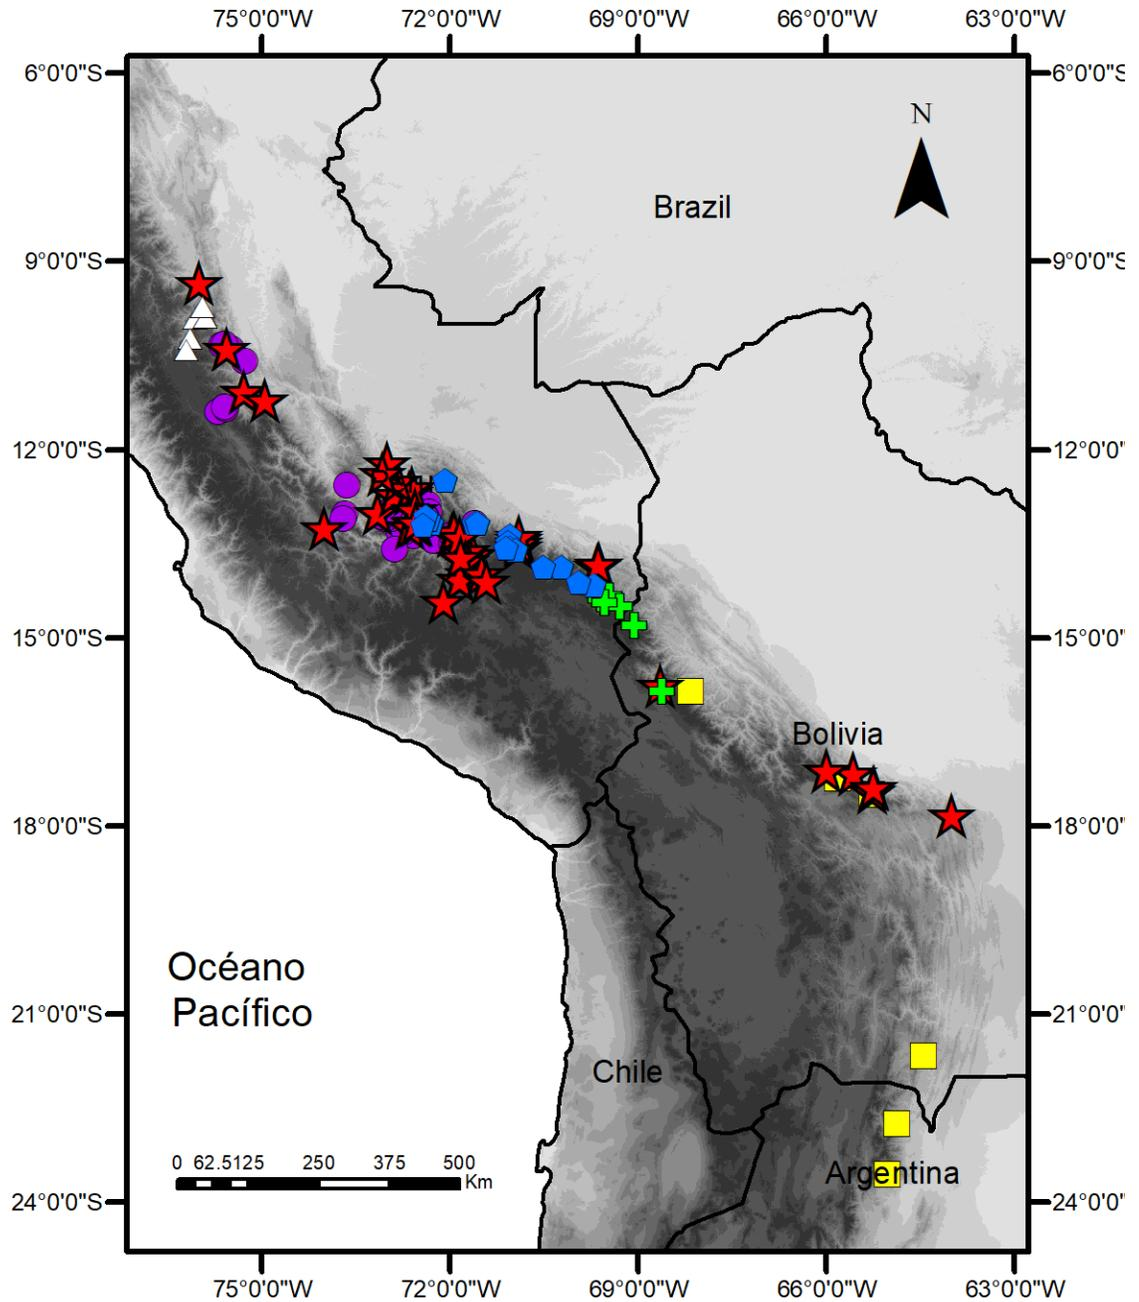 75°0'0"W 72°0'0"W 69°0'0"W 66°0'0"W 63°0'0"W
6°0'0"S 6°0'0"S
N
Brazil
9°0'0"S 9°0'0"S
12°0'0"S 12°0'0"S
15°0'0"S 15°0'0"S
Bolivia
18°0'0"S 18°0'0"S
Océano
Pacífico
21°0'0"S 21°0'0"
Chile
0 62.5125 250 375 500
Km
Argentina
24°0'0"S 24°0'0"
75°0'0"W 72°0'0"W 69°0'0"W 66°0'0"W 63°0'0"W